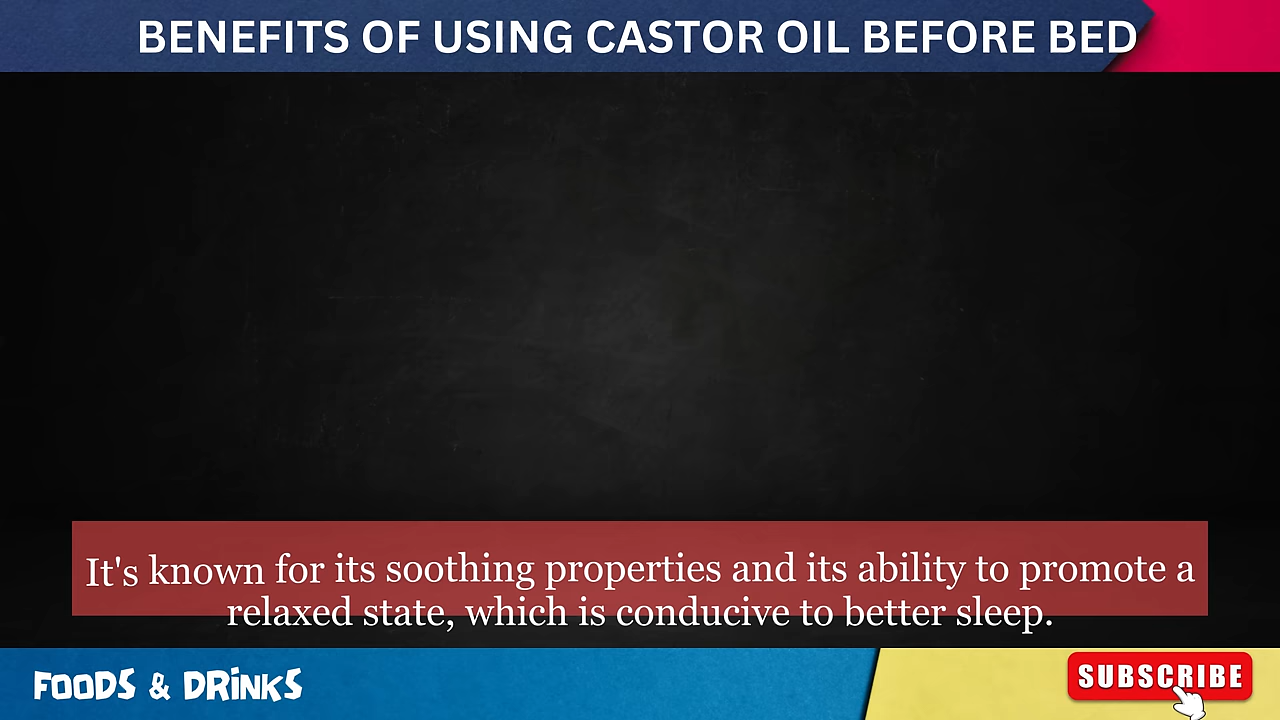 BENEFITS OF USING CASTOR OIL BEFORE BED
It's known for its soothing properties and its ability to promote a
relaxed state, which is conducive to better sleep.
FOODS & DRiNKS
SUBSCRIBE